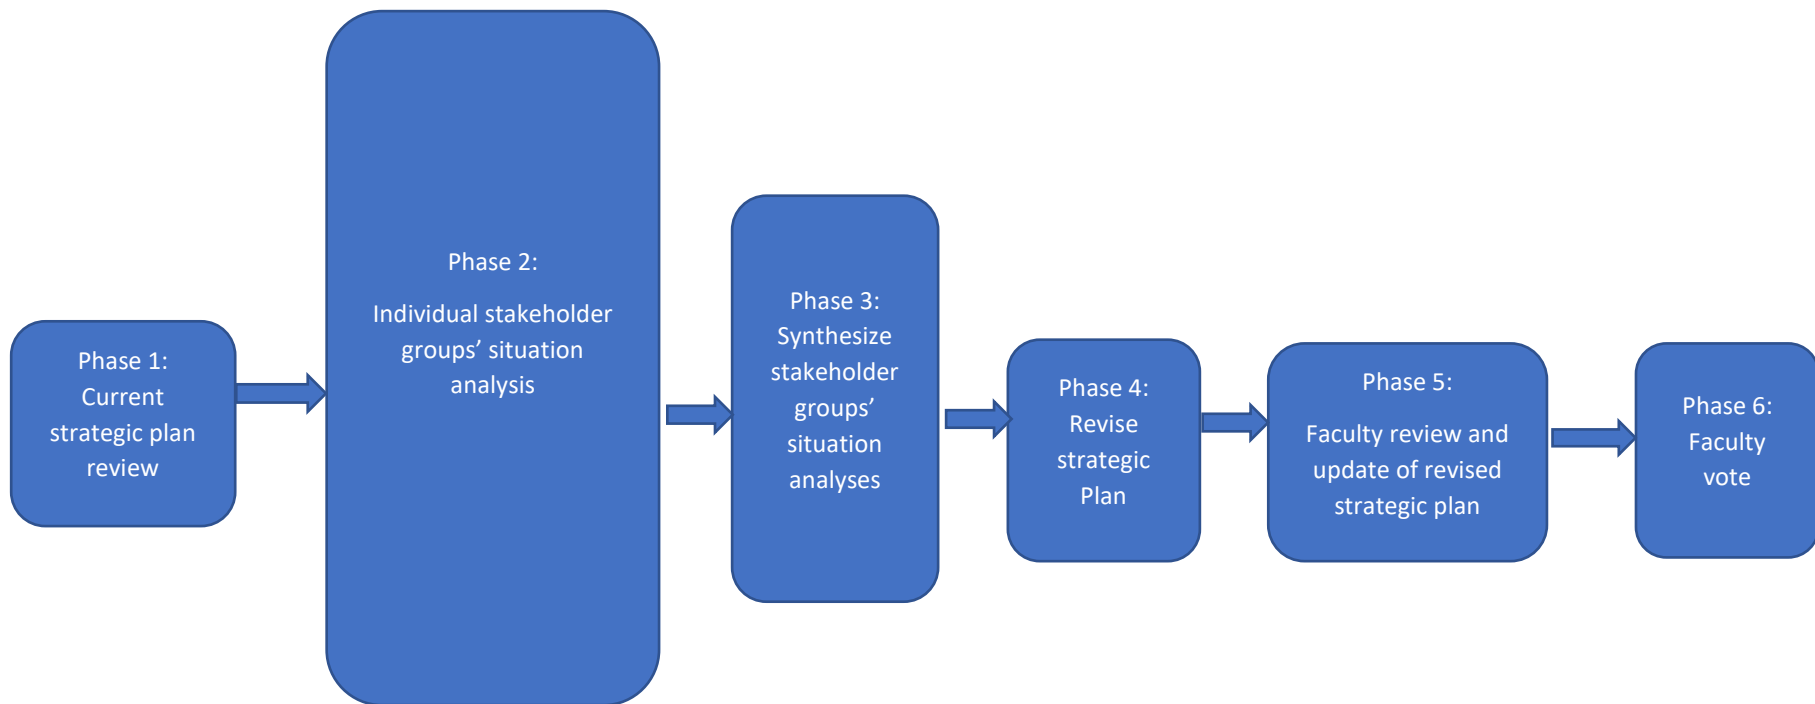 Phase 1:
Current
strategic plan
review
Phase 2:
Individual stakeholder
groups’ situation
analysis
Phase 3:
Synthesize
stakeholder
groups’
situation
analyses
Phase 4:
Revise
strategic
Plan
Phase 5:
Faculty review and
update of revised
strategic plan
Phase 6:
Faculty
vote